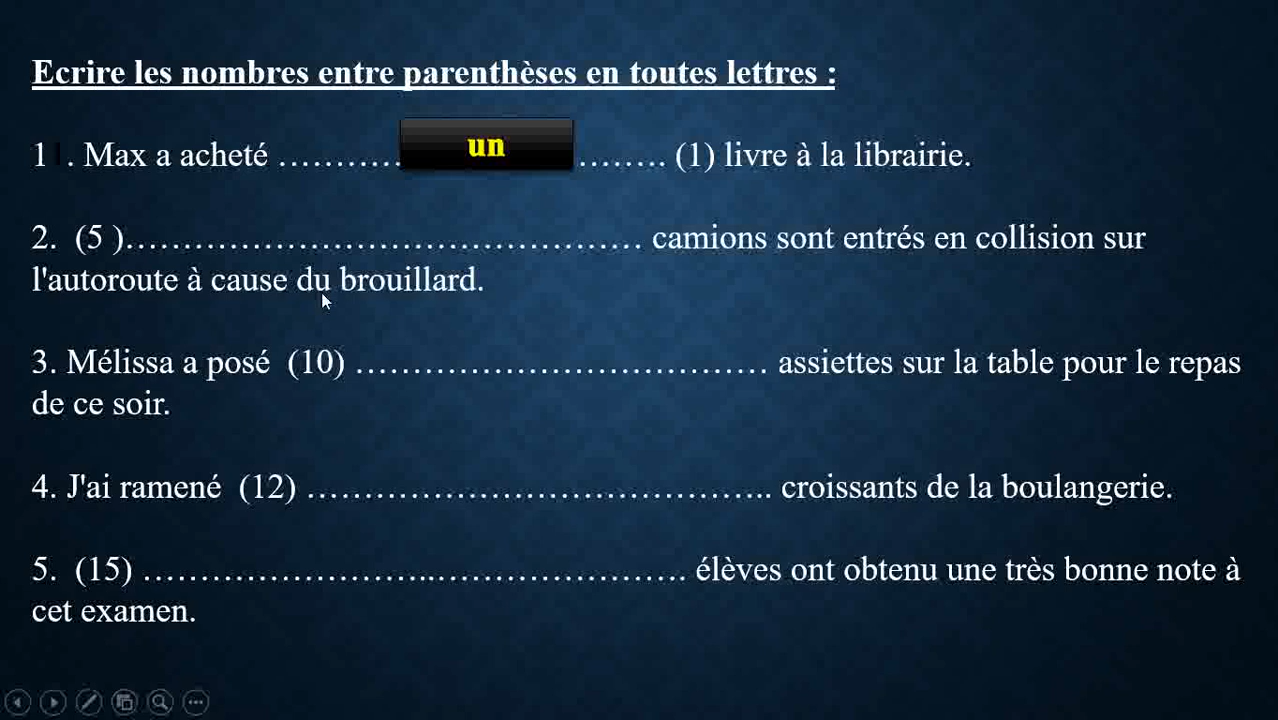 Ecrire les nombres entre parenthèses en toutes lettres :
1 . Max a acheté ………… un …….. (1) livre à la librairie.
2. (5 )……………………………………… camions sont entrés en collision sur
l'autoroute à cause du brouillard.
3. Mélissa a posé (10) ……………………………… assiettes sur la table pour le repas
de ce soir.
4. J'ai ramené (12) ………………………………….. croissants de la boulangerie.
5. (15) ……………………..…………………. élèves ont obtenu une très bonne note à
cet examen.